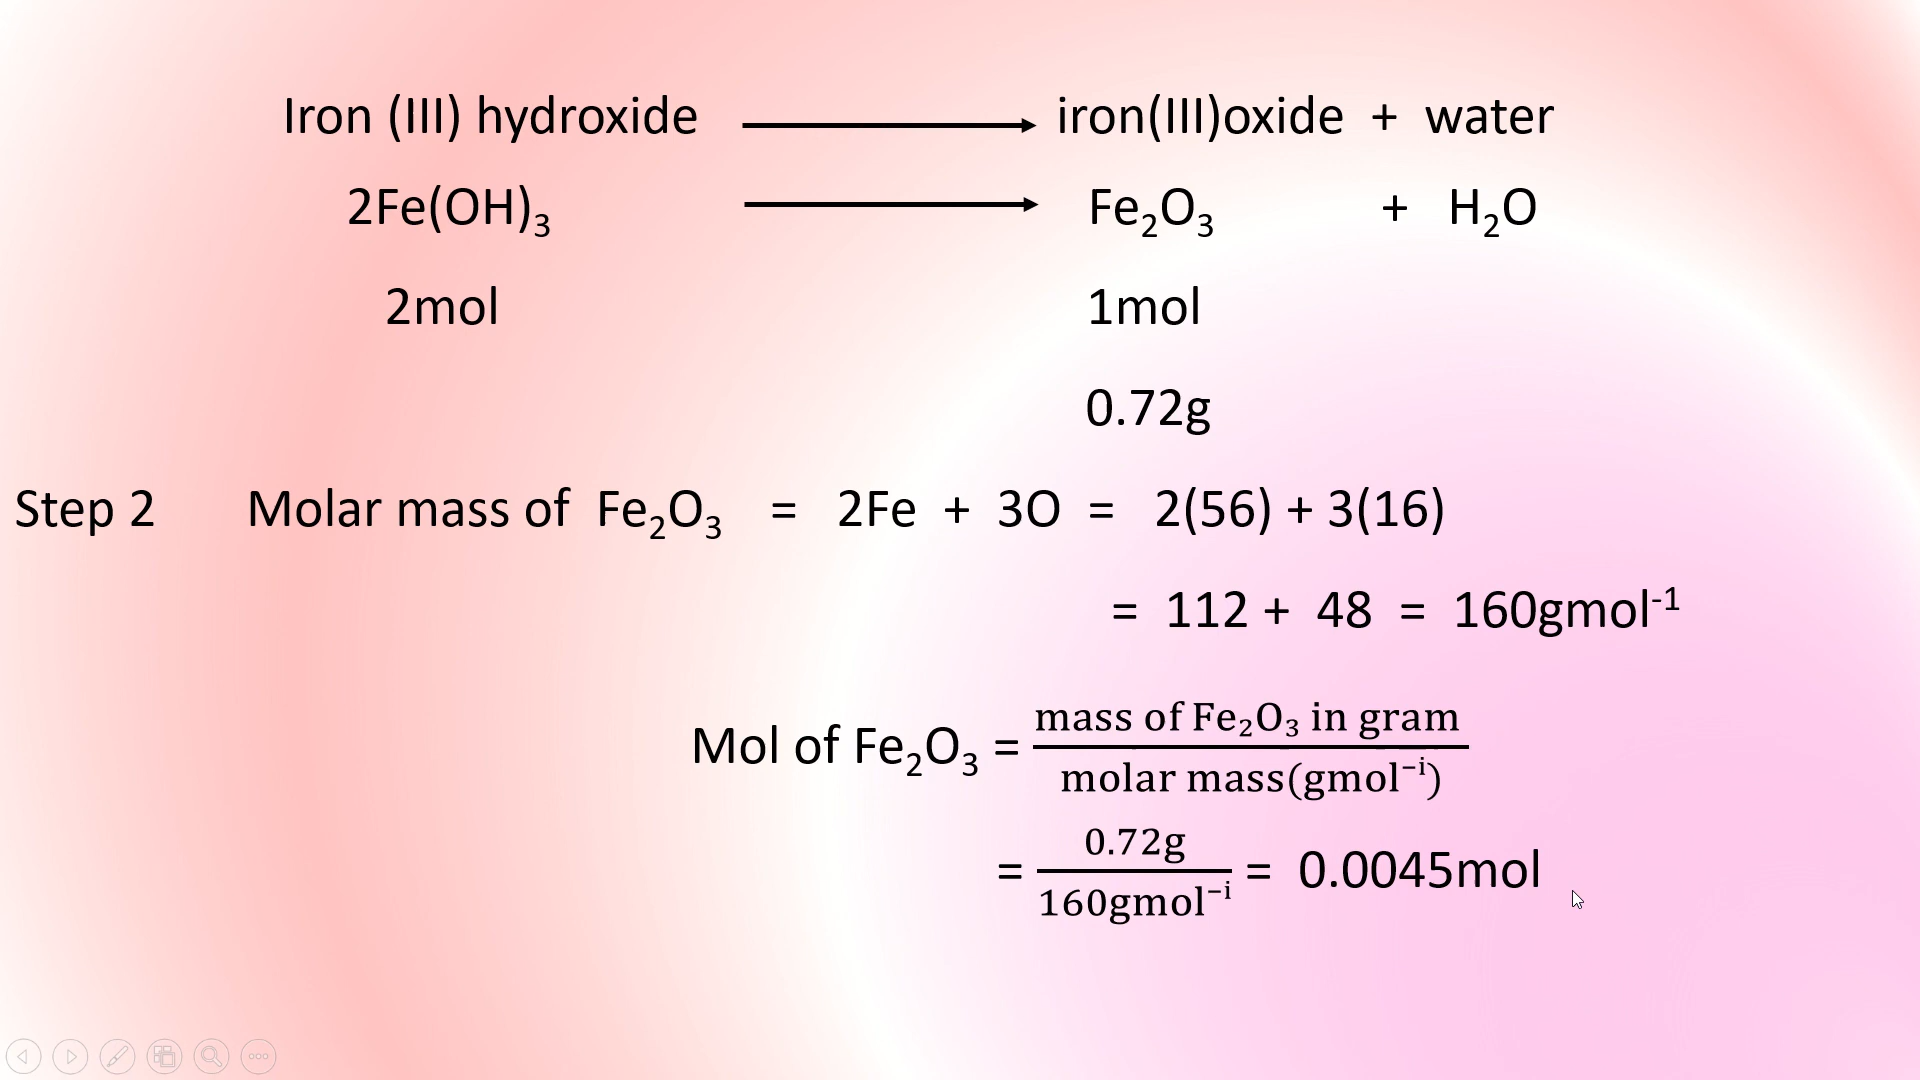 Iron (III) hydroxide ⟶ iron(III)oxide + water
2Fe(OH)₃ ⟶ Fe₂O₃ + H₂O
2mol 1mol
0.72g
Step 2 Molar mass of Fe₂O₃ = 2Fe + 3O = 2(56) + 3(16)
= 112 + 48 = 160gmol⁻¹
Mol of Fe₂O₃ = mass of Fe₂O₃ in gram / molar mass(gmol⁻ⁱ)
= 0.72g / 160gmol⁻ⁱ = 0.0045mol